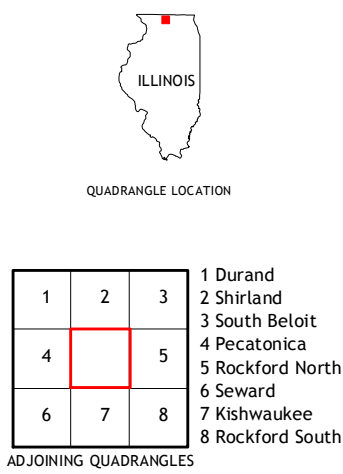 ILLINOIS
QUADRANGLE LOCATION
1 2 3
4 5
6 7 8
1 Durand
2 Shirland
3 South Beloit
4 Pecatonica
5 Rockford North
6 Seward
7 Kishwaukee
8 Rockford South
ADJOINING QUADRANGLES